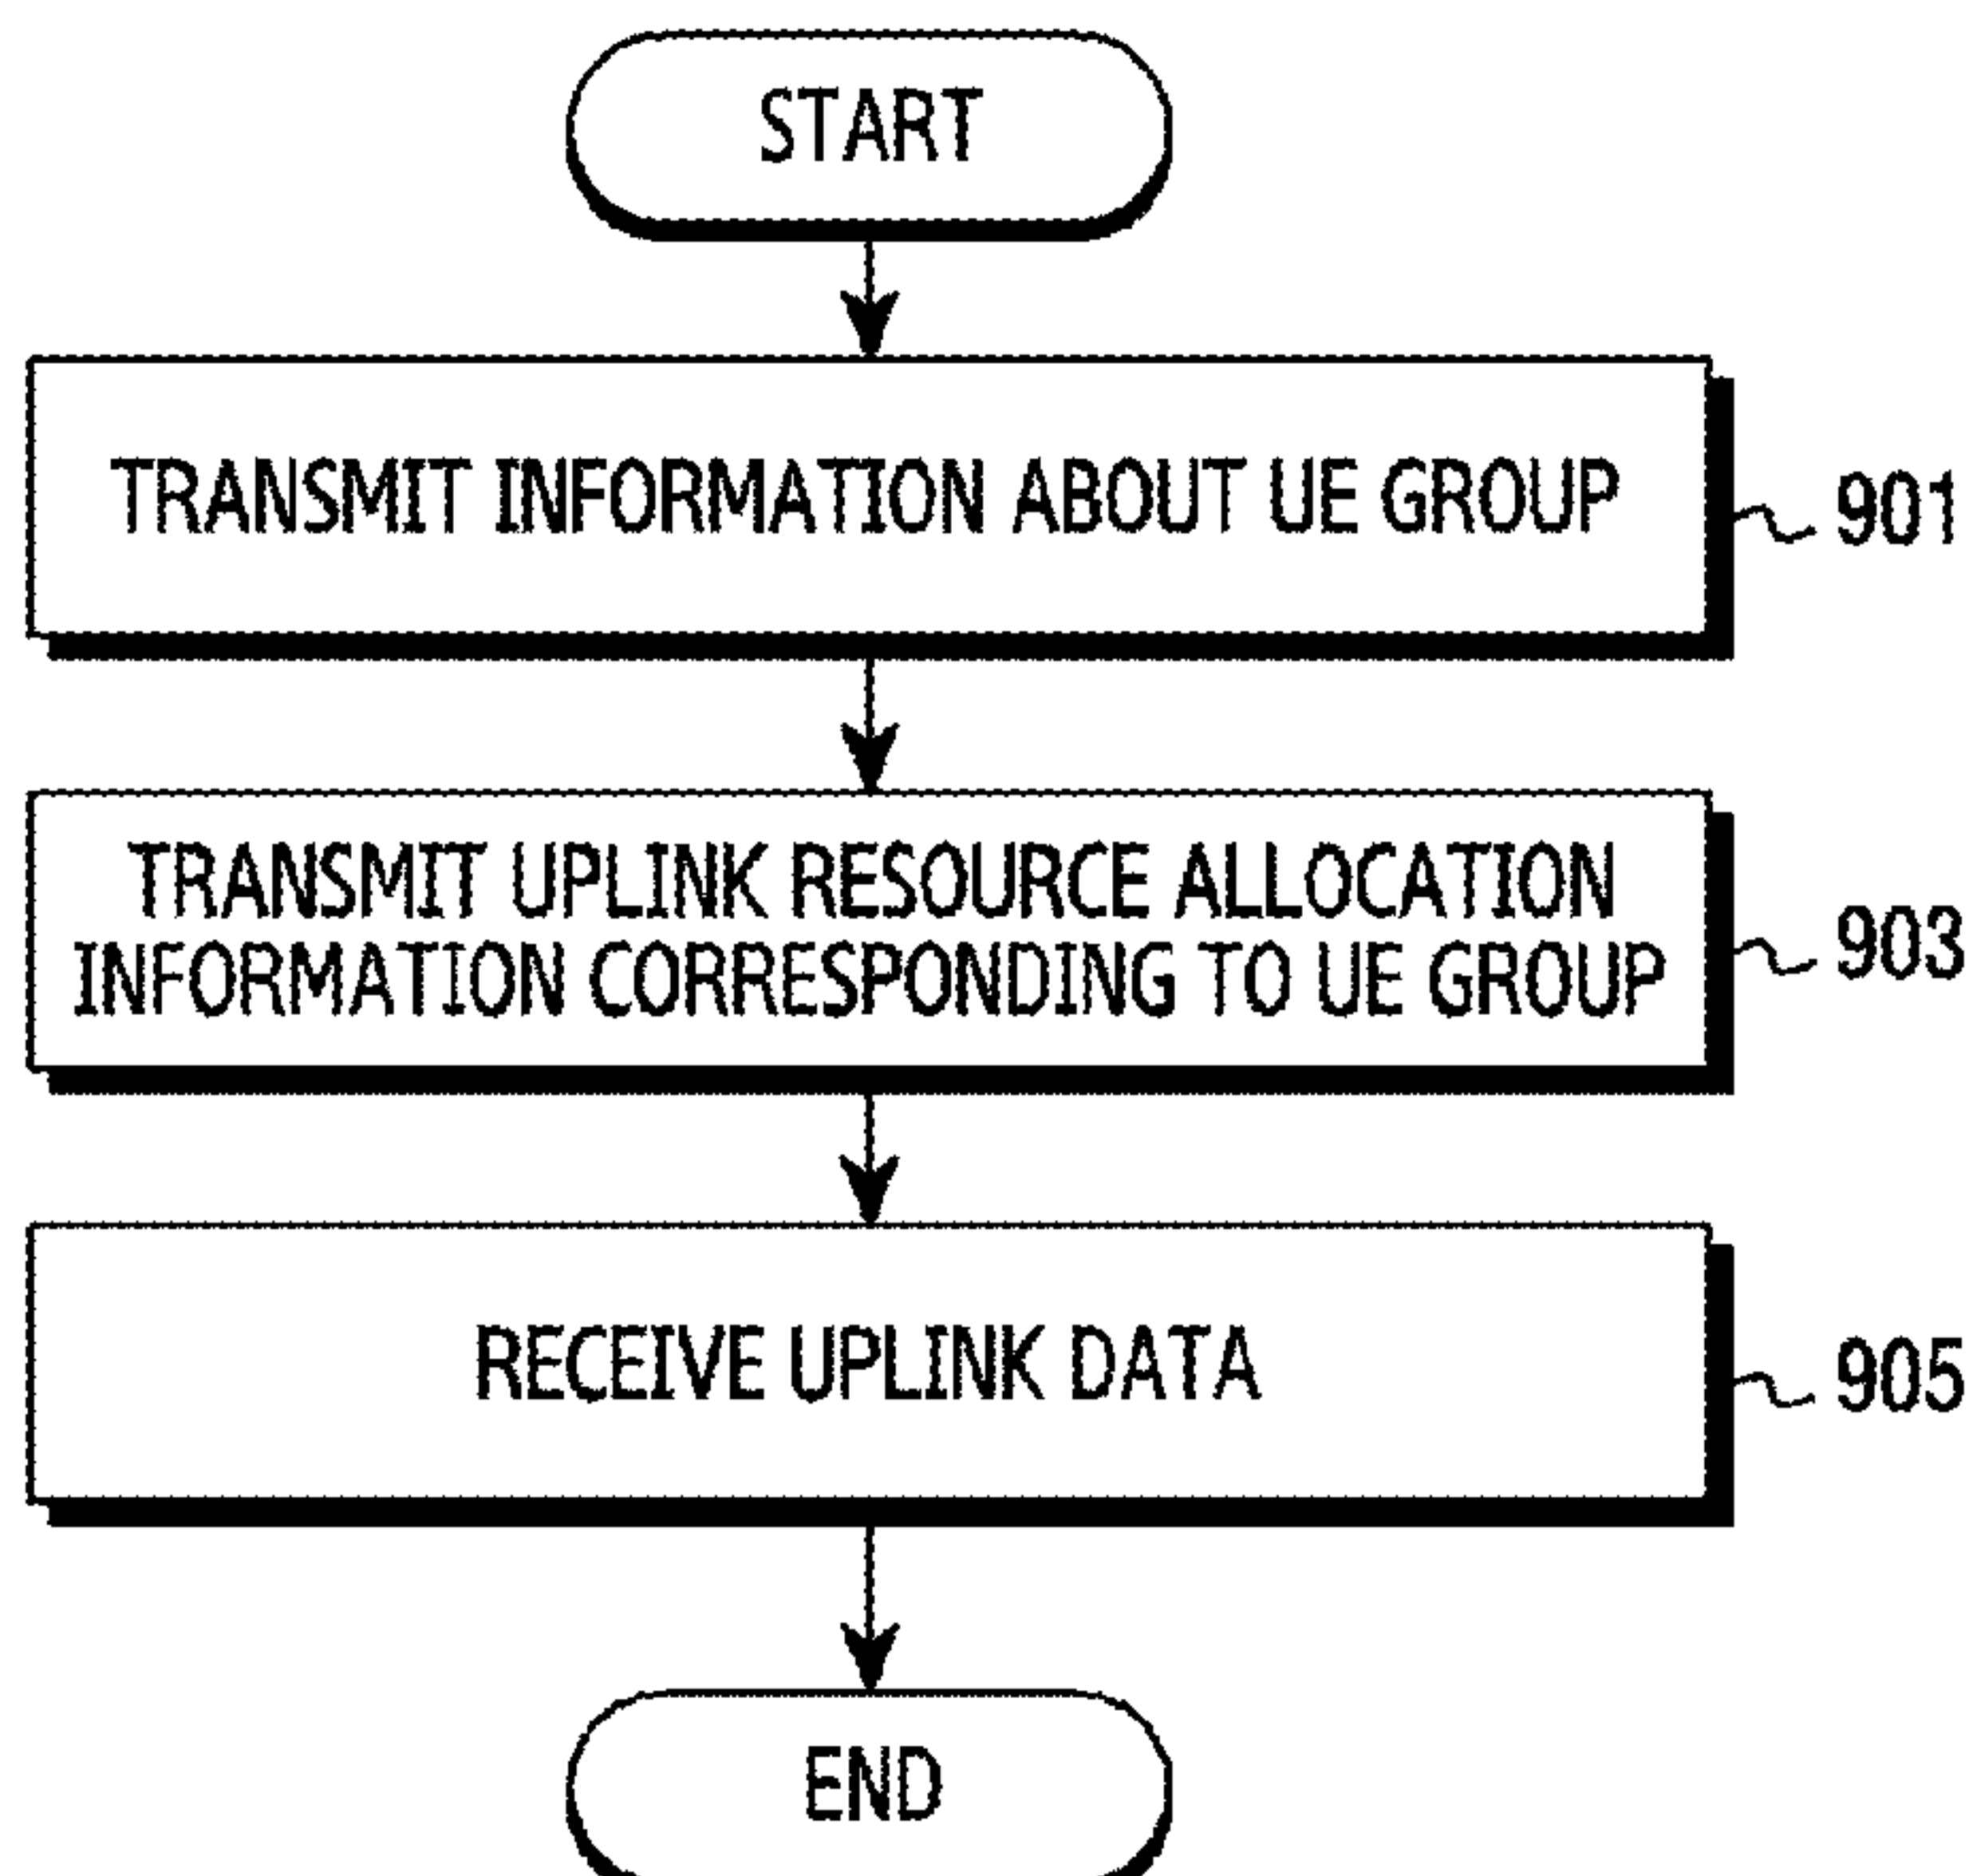 START
TRANSMIT INFORMATION ABOUT UE GROUP
901
TRANSMIT UPLINK RESOURCE ALLOCATION
INFORMATION CORRESPONDING TO UE GROUP
903
RECEIVE UPLINK DATA
905
END